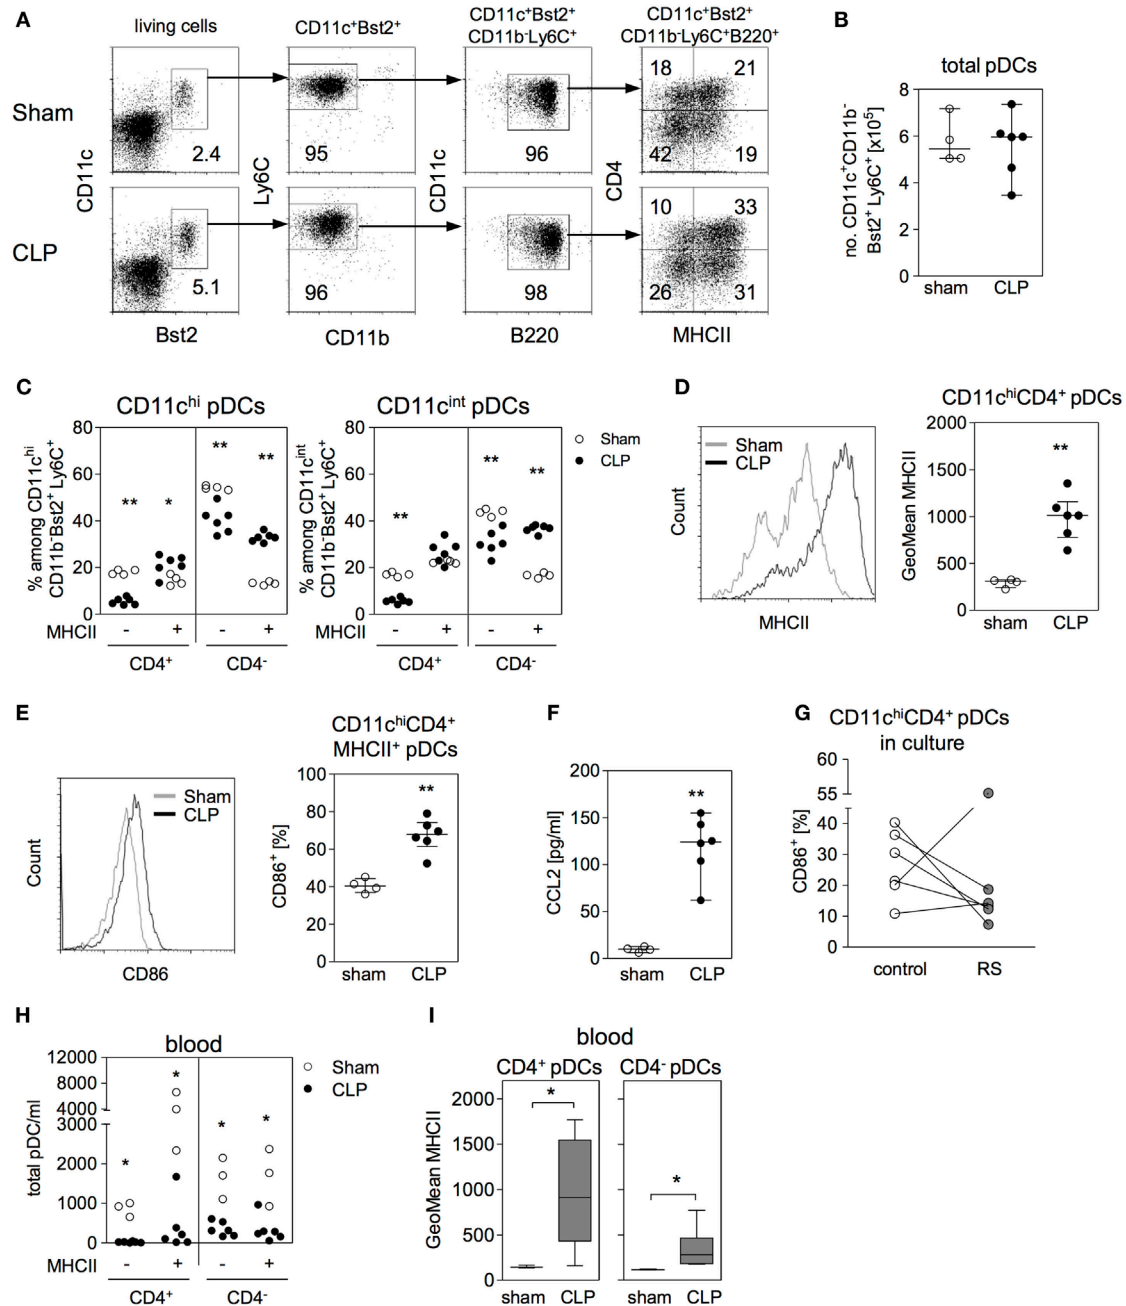 A
living cells
CD11c⁺Bst2⁺
CD11c⁺Bst2⁺
CD11b⁻Ly6C⁺
CD11c⁺Bst2⁺
CD11b⁻Ly6C⁺B220⁺
Sham
CD11c
2.4
Ly6C
95
CD11c
96
CD4
18
21
42
19
CLP
5.1
96
98
10
33
26
31
Bst2
CD11b
B220
MHCII
B
total pDCs
no. CD11c⁺CD11b⁻
Bst2⁺ Ly6C⁺ [x10⁵]
8
6
4
2
0
sham
CLP
C
CD11cʰⁱ pDCs
% among CD11cʰⁱ
CD11b⁻Bst2⁺ Ly6C⁺
80
60
40
20
0
**
*
**
**
MHCII
-
+
-
+
CD4⁺
CD4⁻
CD11cⁱⁿᵗ pDCs
% among CD11cⁱⁿᵗ
CD11b⁻Bst2⁺ Ly6C⁺
80
60
40
20
0
**
**
**
MHCII
-
+
-
+
CD4⁺
CD4⁻
Sham
CLP
D
Sham
CLP
Count
MHCII
CD11cʰⁱCD4⁺ pDCs
GeoMean MHCII
2000
1500
1000
500
0
**
sham
CLP
E
Sham
CLP
Count
CD86
CD11cʰⁱCD4⁺
MHCII⁺ pDCs
CD86⁺ [%]
100
80
60
40
20
0
**
sham
CLP
F
CCL2 [pg/ml]
200
150
100
50
0
**
sham
CLP
G
CD11cʰⁱCD4⁺ pDCs
in culture
CD86⁺ [%]
60
55
40
30
20
10
0
control
RS
H
blood
total pDC/ml
12000
8000
4000
3000
2000
1000
0
*
*
*
*
MHCII
-
+
-
+
CD4⁺
CD4⁻
Sham
CLP
I
blood
CD4⁺ pDCs
CD4⁻ pDCs
GeoMean MHCII
2000
1500
1000
500
0
*
*
sham
CLP
sham
CLP